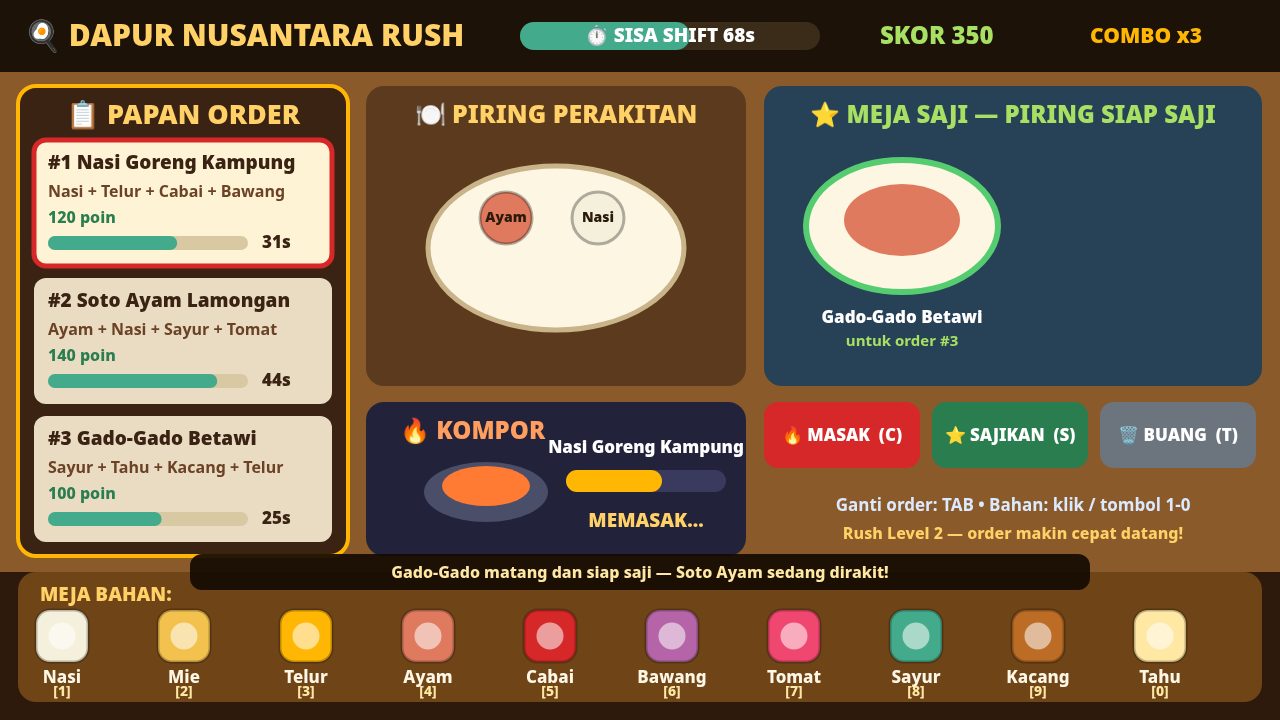 DAPUR NUSANTARA RUSH
SISA SHIFT 68s
SKOR 350
COMBO x3
PAPAN ORDER
#1 Nasi Goreng Kampung
Nasi + Telur + Cabai + Bawang
120 poin
31s
#2 Soto Ayam Lamongan
Ayam + Nasi + Sayur + Tomat
140 poin
44s
#3 Gado-Gado Betawi
Sayur + Tahu + Kacang + Telur
100 poin
25s
PIRING PERAKITAN
Ayam
Nasi
MEJA SAJI — PIRING SIAP SAJI
Gado-Gado Betawi
untuk order #3
KOMPOR
Nasi Goreng Kampung
MEMASAK...
MASAK (C)
SAJIKAN (S)
BUANG (T)
Ganti order: TAB • Bahan: klik / tombol 1-0
Rush Level 2 — order makin cepat datang!
Gado-Gado matang dan siap saji — Soto Ayam sedang dirakit!
MEJA BAHAN:
Nasi
[1]
Mie
[2]
Telur
[3]
Ayam
[4]
Cabai
[5]
Bawang
[6]
Tomat
[7]
Sayur
[8]
Kacang
[9]
Tahu
[0]